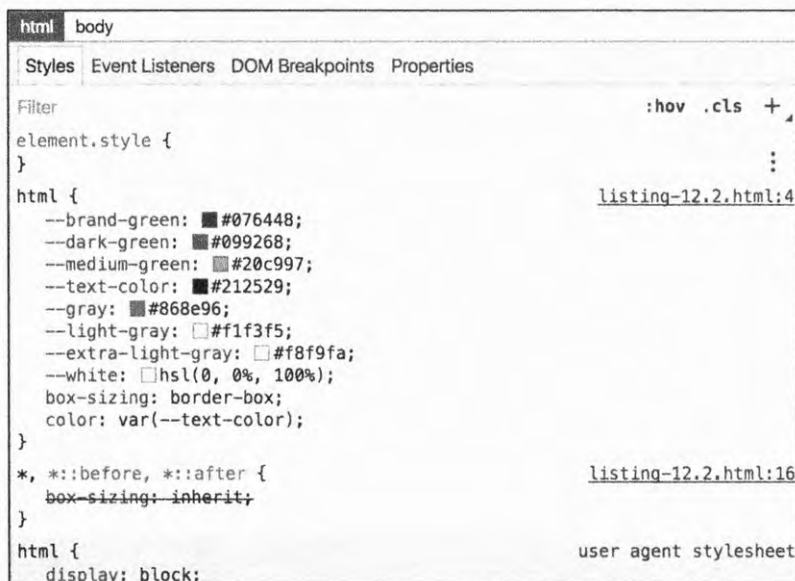 html body
Styles Event Listeners DOM Breakpoints Properties
Filter :hov .cls +
element.style {
}
html { listing-12.2.html:4
--brand-green: #076448;
--dark-green: #099268;
--medium-green: #20c997;
--text-color: #212529;
--gray: #868e96;
--light-gray: #f1f3f5;
--extra-light-gray: #f8f9fa;
--white: hsl(0, 0%, 100%);
box-sizing: border-box;
color: var(--text-color);
}
*, *::before, *::after { listing-12.2.html:16
box-sizing: inherit;
}
html { user agent stylesheet
display: block;